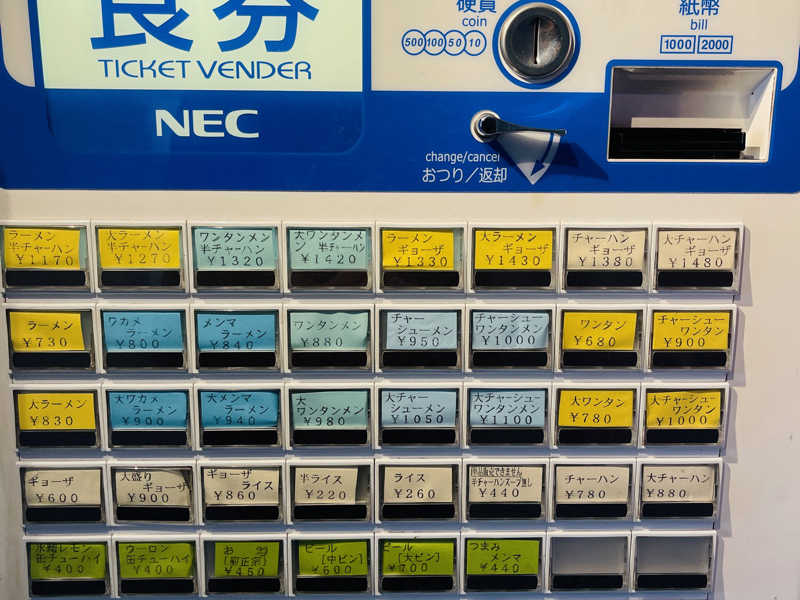 食券
TICKET VENDER
NEC
硬貨
coin
500 100 50 10
紙幣
bill
1000 2000
change/cancel
おつり／返却
ラーメン
半チャーハン
￥1170
大ラーメン
半チャーハン
￥1270
ワンタンメン
半チャーハン
￥1320
大ワンタンメ
ン 半チャーハン
￥1420
ラーメン
ギョーザ
￥1330
大ラーメン
ギョーザ
￥1430
チャーハン
ギョーザ
￥1380
大チャーハン
ギョーザ
￥1480
ラーメン
￥730
ワカメ
ラーメン
￥800
メンマ
ラーメン
￥840
ワンタンメン
￥880
チャー
シューメン
￥950
チャーシュー
ワンタンメン
￥1000
ワンタン
￥680
チャーシュー
ワンタン
￥900
大ラーメン
￥830
大ワカメ
ラーメン
￥900
大メンマ
ラーメン
￥940
大
ワンタンメン
￥980
大チャー
シューメン
￥1050
大チャーシュー
ワンタンメン
￥1100
大ワンタン
￥780
大チャーシュー
ワンタン
￥1000
ギョーザ
￥600
大盛り
ギョーザ
￥900
ギョーザ
ライス
￥860
半ライス
￥220
ライス
￥260
単品販売できません
半チャーハンスープ無し
￥440
チャーハン
￥780
大チャーハン
￥880
氷結レモン
缶チューハイ
￥400
ウーロン
缶チューハイ
￥400
お酒
[菊正宗]
￥450
ビール
[中ビン]
￥600
ビール
[大ビン]
￥700
つまみ
メンマ
￥440